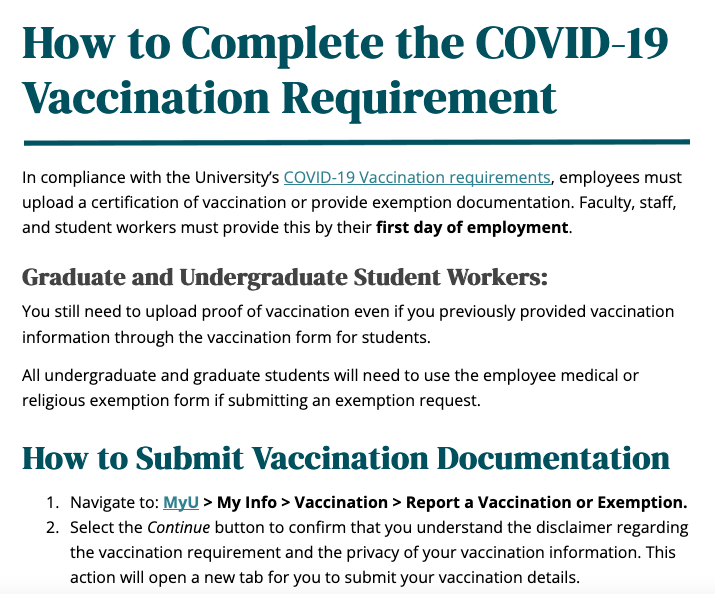 How to Complete the COVID-19
Vaccination Requirement
In compliance with the University's COVID-19 Vaccination requirements, employees must
upload a certification of vaccination or provide exemption documentation. Faculty, staff,
and student workers must provide this by their first day of employment.
Graduate and Undergraduate Student Workers:
You still need to upload proof of vaccination even if you previously provided vaccination
information through the vaccination form for students.
All undergraduate and graduate students will need to use the employee medical or
religious exemption form if submitting an exemption request.
How to Submit Vaccination Documentation
1. Navigate to: MyU > My Info > Vaccination > Report a Vaccination or Exemption.
2. Select the Continue button to confirm that you understand the disclaimer regarding
the vaccination requirement and the privacy of your vaccination information. This
action will open a new tab for you to submit your vaccination details.